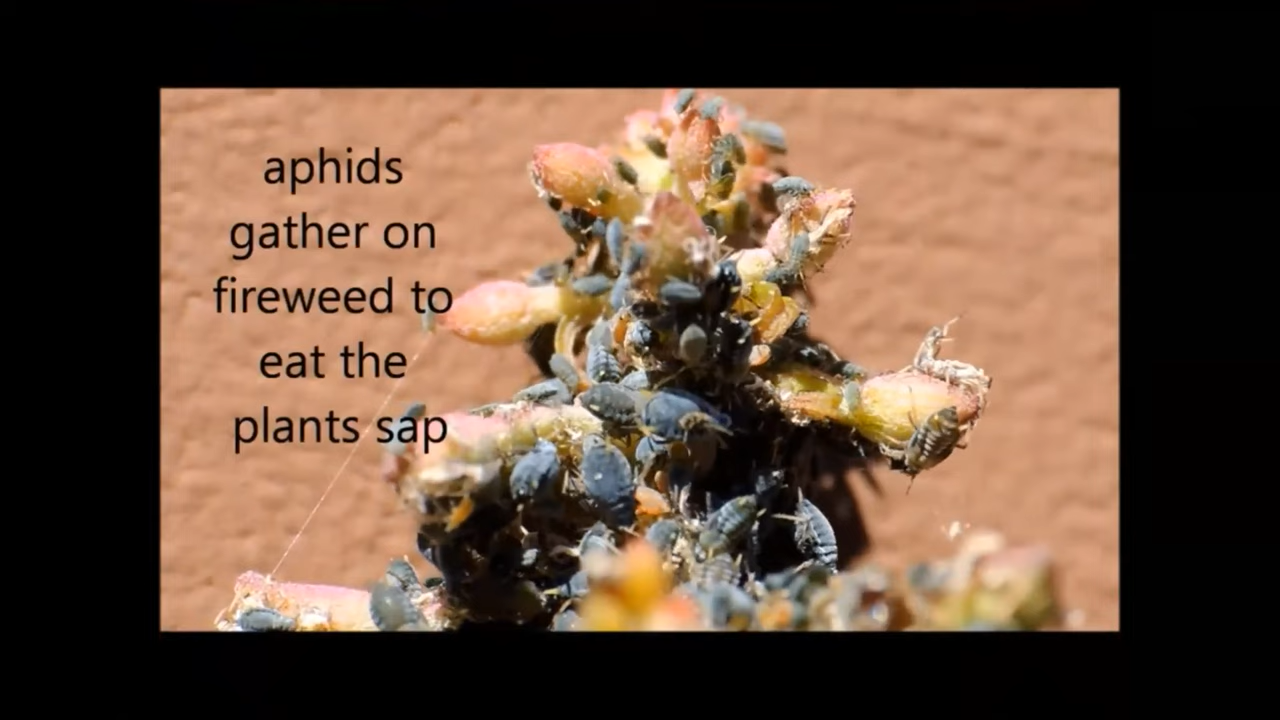 aphids
gather on
fireweed to
eat the
plants sap